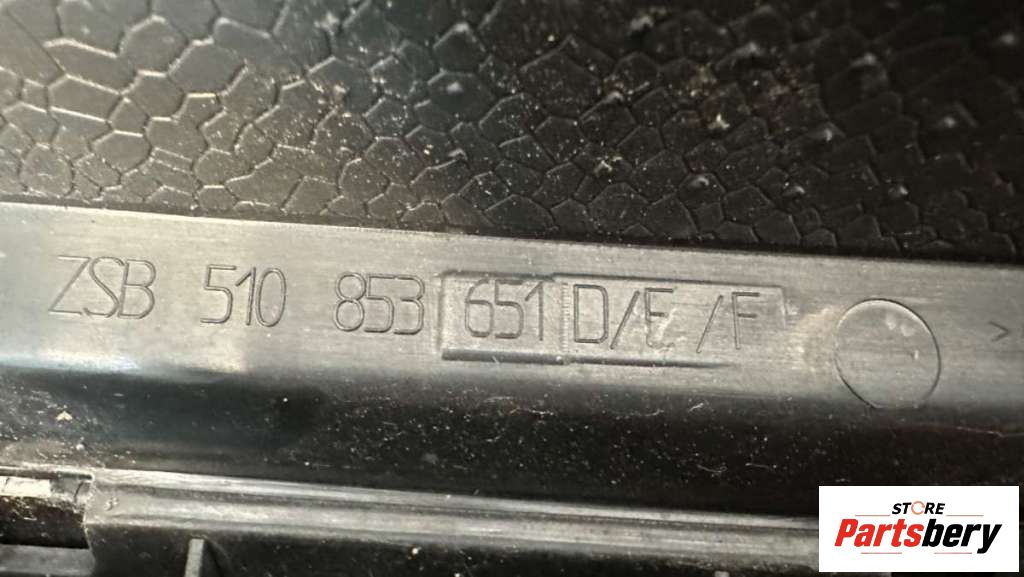 ZSB 510 853 651 D/E/F
>
STORE
Partsbery